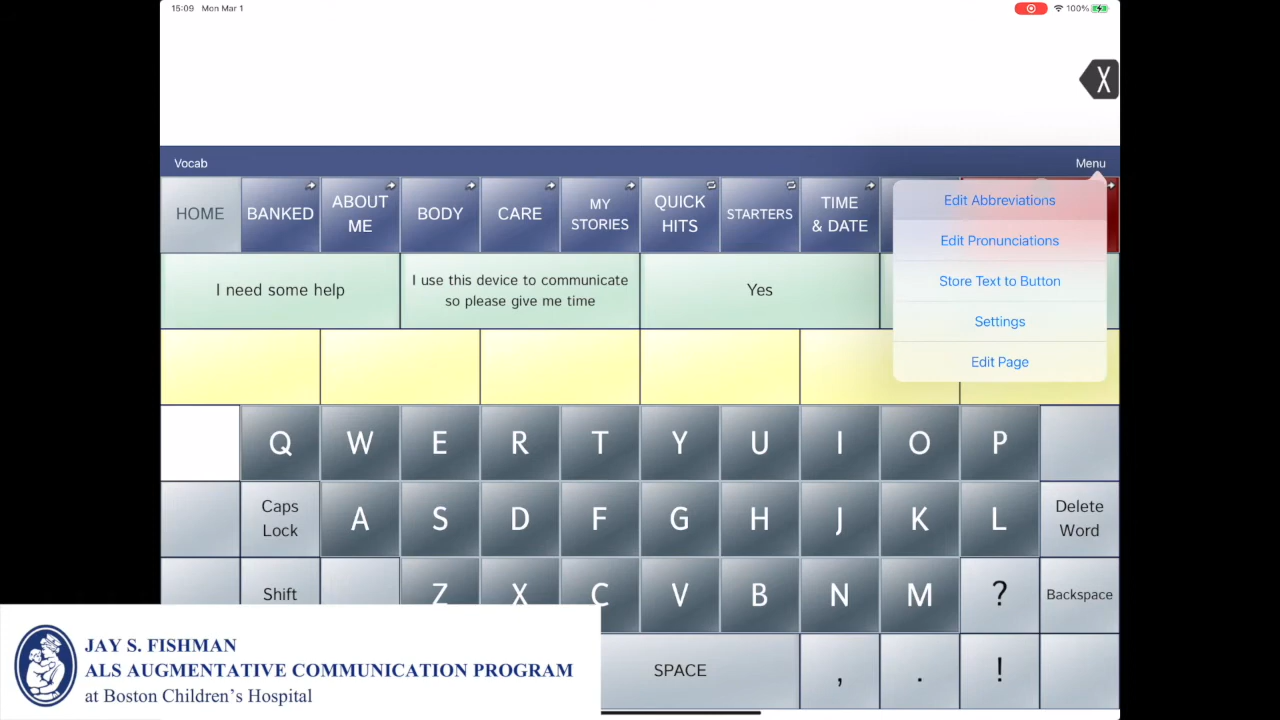 15:09 Mon Mar 1
100%
X
Vocab
Menu
HOME
BANKED
ABOUT
ME
BODY
CARE
MY
STORIES
QUICK
HITS
STARTERS
TIME
& DATE
Edit Abbreviations
Edit Pronunciations
Store Text to Button
Settings
Edit Page
I need some help
I use this device to communicate
so please give me time
Yes
Q W E R T Y U I O P
Caps
Lock
A S D F G H J K L
Delete
Word
Shift
Z X C V B N M ?
Backspace
SPACE
, . !
JAY S. FISHMAN
ALS AUGMENTATIVE COMMUNICATION PROGRAM
at Boston Children's Hospital